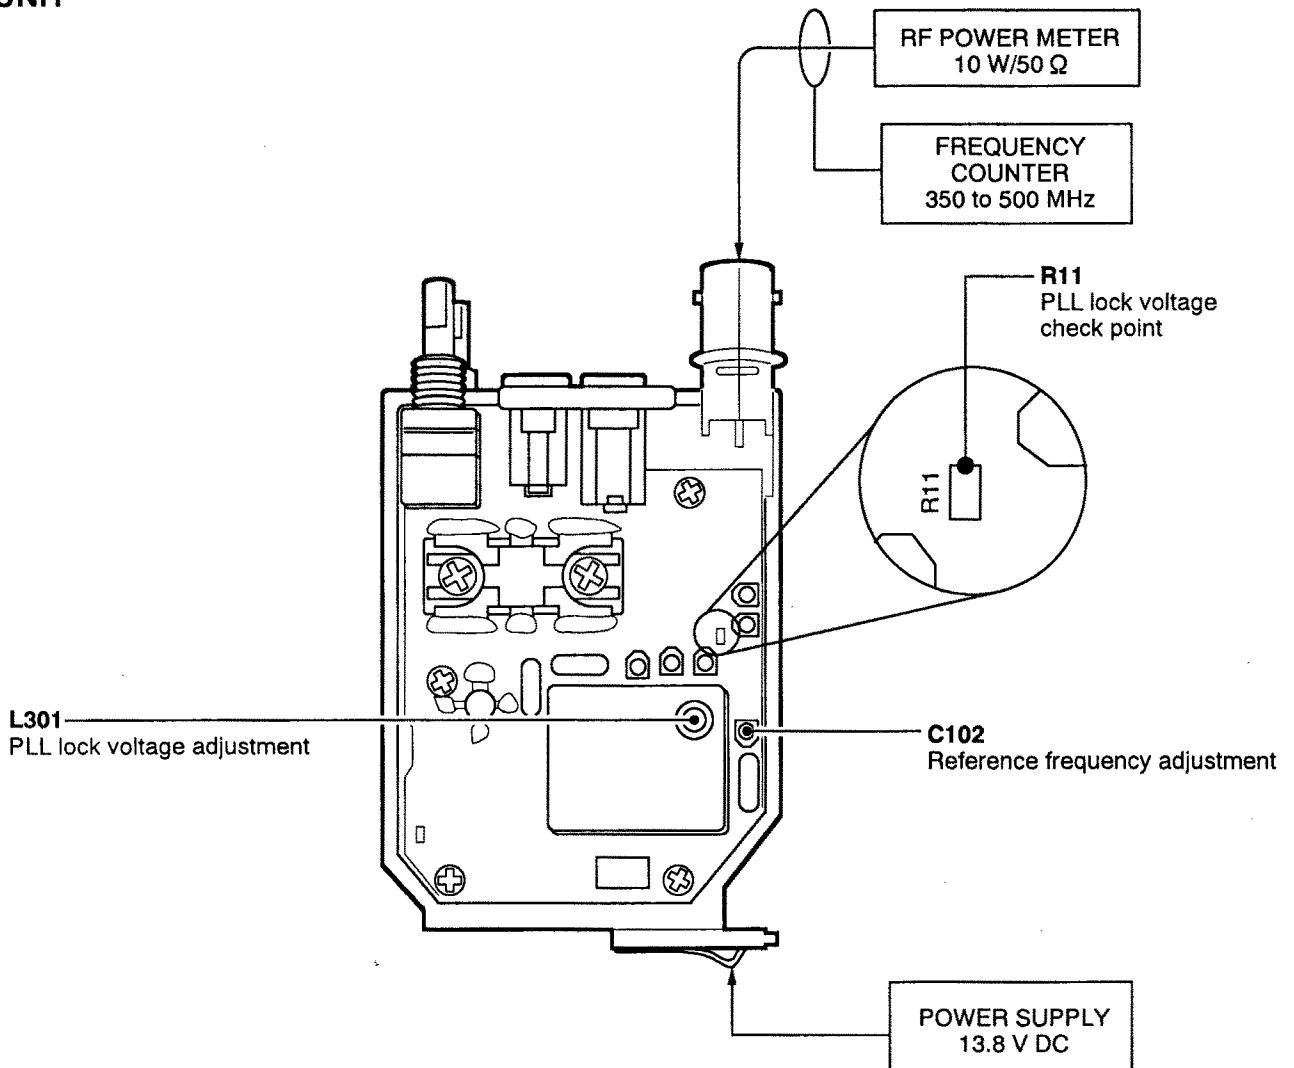 UNIT
RF POWER METER
10 W/50 Ω
FREQUENCY
COUNTER
350 to 500 MHz
R11
PLL lock voltage
check point
R11
L301
PLL lock voltage adjustment
C102
Reference frequency adjustment
POWER SUPPLY
13.8 V DC